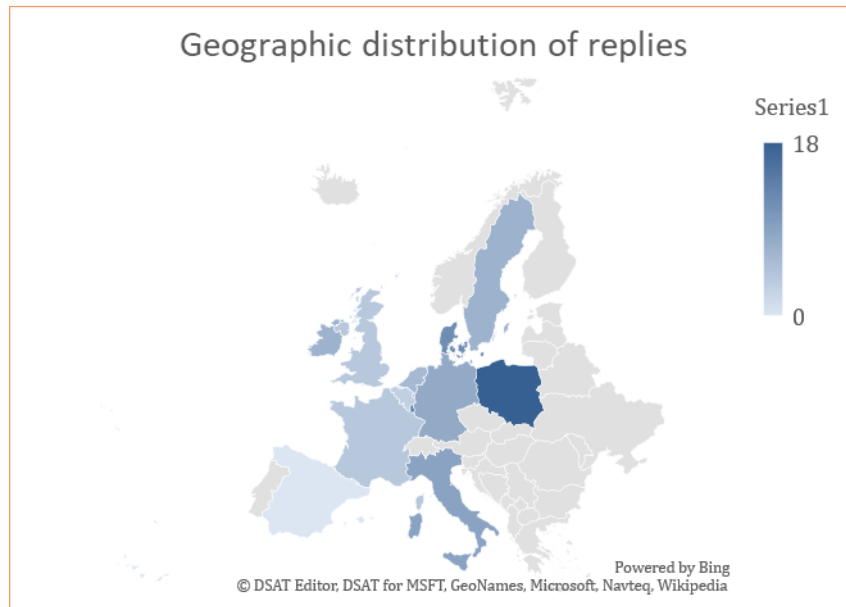 Geographic distribution of replies
Series1
18
0
Powered by Bing
© DSAT Editor, DSAT for MSFT, GeoNames, Microsoft, Navteq, Wikipedia